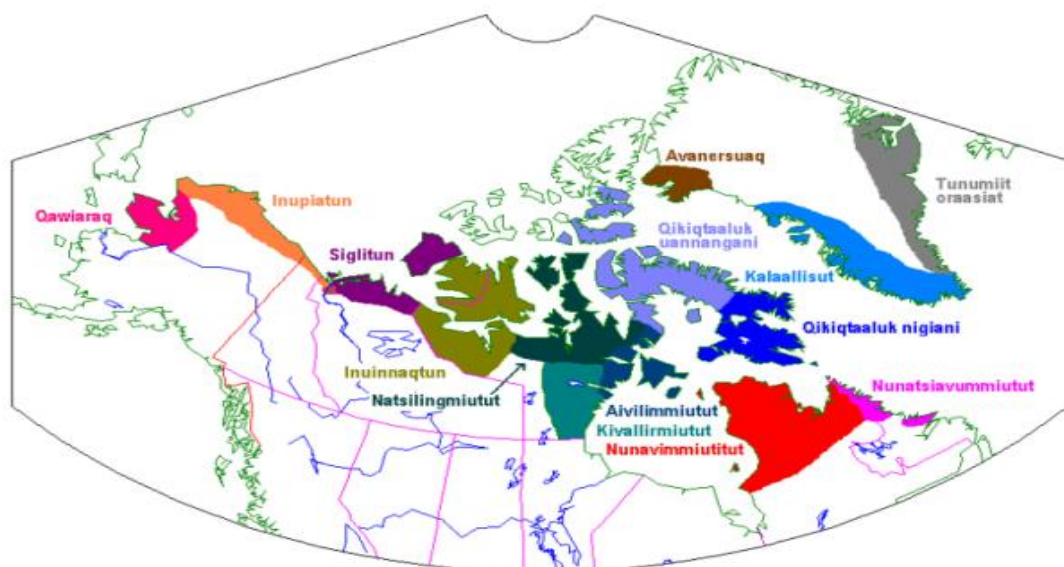 Avanersuaq
Tunumiit
oraasiat
Qawiaraq
Inupiatun
Qikiqtaaluk
uannangani
Siglitun
Kalaallisut
Qikiqtaaluk nigiani
Inuinnaqtun
Nunatsiavummiutut
Natsilingmiutut
Aivilimmiutut
Kivallirmiutut
Nunavimmiutitut